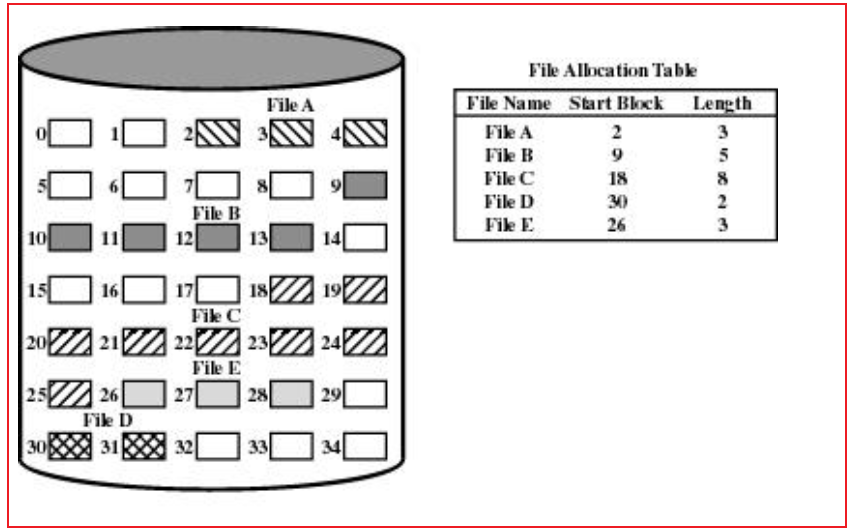 File Allocation Table
File Name Start Block Length
File A 2 3
File B 9 5
File C 18 8
File D 30 2
File E 26 3
File A
0 1 2 3 4
5 6 7 8 9
File B
10 11 12 13 14
15 16 17 18 19
File C
20 21 22 23 24
File E
25 26 27 28 29
File D
30 31 32 33 34